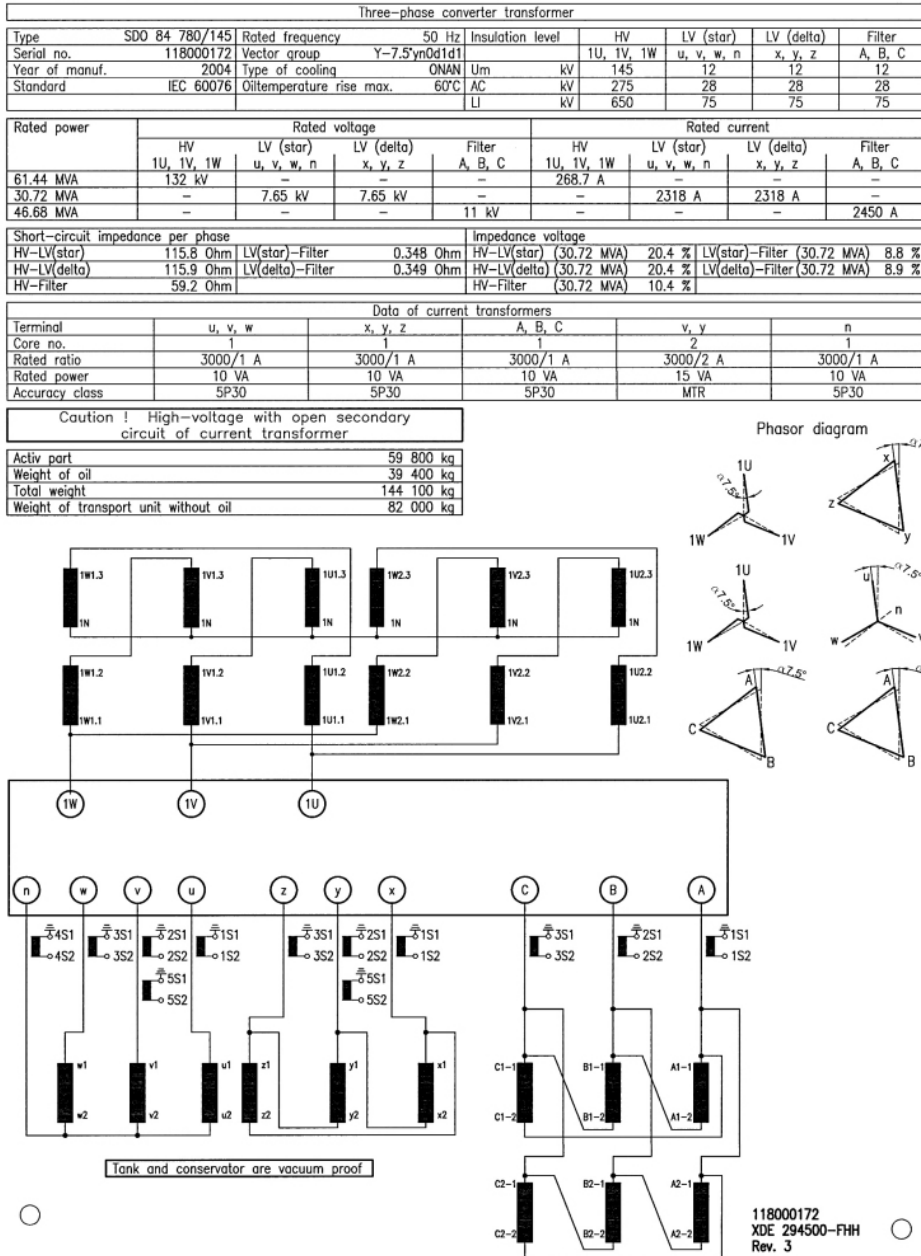 Three-phase converter transformer
Type SDO 84 780/145 Rated frequency 50 Hz Insulation level HV LV (star) LV (delta) Filter
Serial no. 118000172 Vector group Y-7.5°yn0d1d1 1U, 1V, 1W u, v, w, n x, y, z A, B, C
Year of manuf. 2004 Type of cooling ONAN Um kV 145 12 12 12
Standard IEC 60076 Oiltemperature rise max. 60°C AC kV 275 28 28 28
LI kV 650 75 75 75
Rated power Rated voltage Rated current
HV LV (star) LV (delta) Filter HV LV (star) LV (delta) Filter
1U, 1V, 1W u, v, w, n x, y, z A, B, C 1U, 1V, 1W u, v, w, n x, y, z A, B, C
61.44 MVA 132 kV – – – 268.7 A – – –
30.72 MVA – 7.65 kV 7.65 kV – – 2318 A 2318 A –
46.68 MVA – – – 11 kV – – – 2450 A
Short-circuit impedance per phase Impedance voltage
HV-LV(star) 115.8 Ohm LV(star)-Filter 0.348 Ohm HV-LV(star) (30.72 MVA) 20.4 % LV(star)-Filter (30.72 MVA) 8.8 %
HV-LV(delta) 115.9 Ohm LV(delta)-Filter 0.349 Ohm HV-LV(delta) (30.72 MVA) 20.4 % LV(delta)-Filter (30.72 MVA) 8.9 %
HV-Filter 59.2 Ohm HV-Filter (30.72 MVA) 10.4 %
Data of current transformers
Terminal u, v, w x, y, z A, B, C v, y n
Core no. 1 1 1 2 1
Rated ratio 3000/1 A 3000/1 A 3000/1 A 3000/2 A 3000/1 A
Rated power 10 VA 10 VA 10 VA 15 VA 10 VA
Accuracy class 5P30 5P30 5P30 MTR 5P30
Caution ! High-voltage with open secondary
circuit of current transformer
Activ part 59 800 kg
Weight of oil 39 400 kg
Total weight 144 100 kg
Weight of transport unit without oil 82 000 kg
Phasor diagram
1U α7.5° 1W 1V
x z y
1U α7.5° 1W 1V
u α7.5° n w
A α7.5° C B
A C B
1W1.3 1V1.3 1U1.3 1W2.3 1V2.3 1U2.3
1N 1N 1N 1N 1N 1N
1W1.2 1V1.2 1U1.2 1W2.2 1V2.2 1U2.2
1W1.1 1V1.1 1U1.1 1W2.1 1V2.1 1U2.1
1W 1V 1U
n w v u z y x C B A
4S1 3S1 2S1 1S1 3S1 2S1 1S1 3S1 2S1 1S1
4S2 3S2 2S2 1S2 3S2 2S2 1S2 3S2 2S2 1S2
5S1 5S1
5S2 5S2
w1 v1 u1 z1 y1 x1 C1-1 B1-1 A1-1
w2 v2 u2 z2 y2 x2 C1-2 B1-2 A1-2
Tank and conservator are vacuum proof
C2-1 B2-1 A2-1
C2-2 B2-2 A2-2
118000172
XDE 294500-FHH
Rev. 3